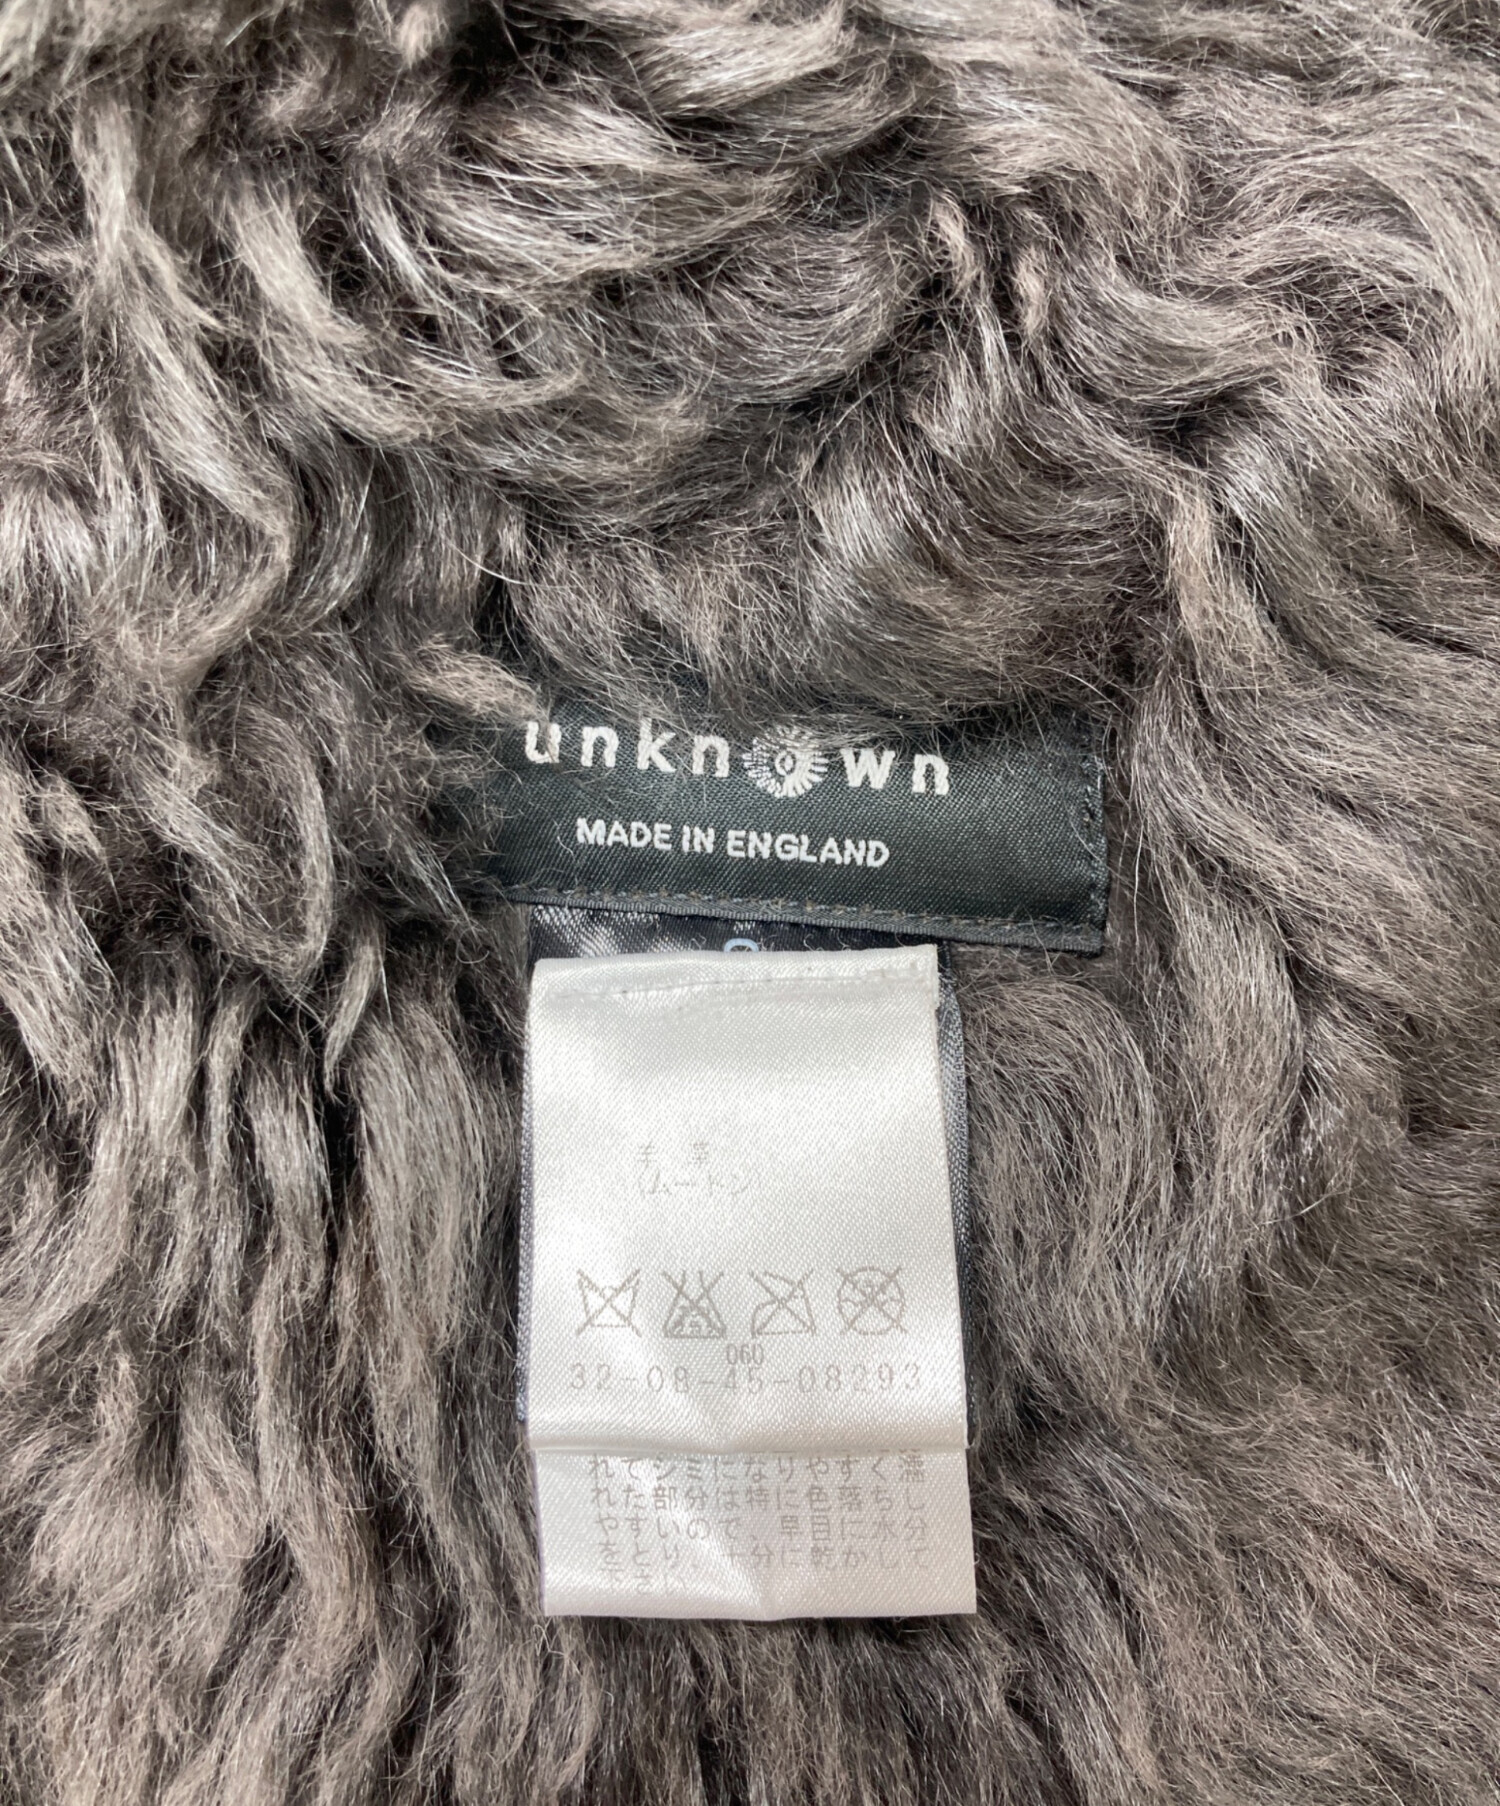 unknown
MADE IN ENGLAND
羊 革
(ムートン
060
32-08-45-08293
れてシミになりやすく濡
れた部分は特に色落ちし
やすいので、早目に水分
をとり、十分に乾かして